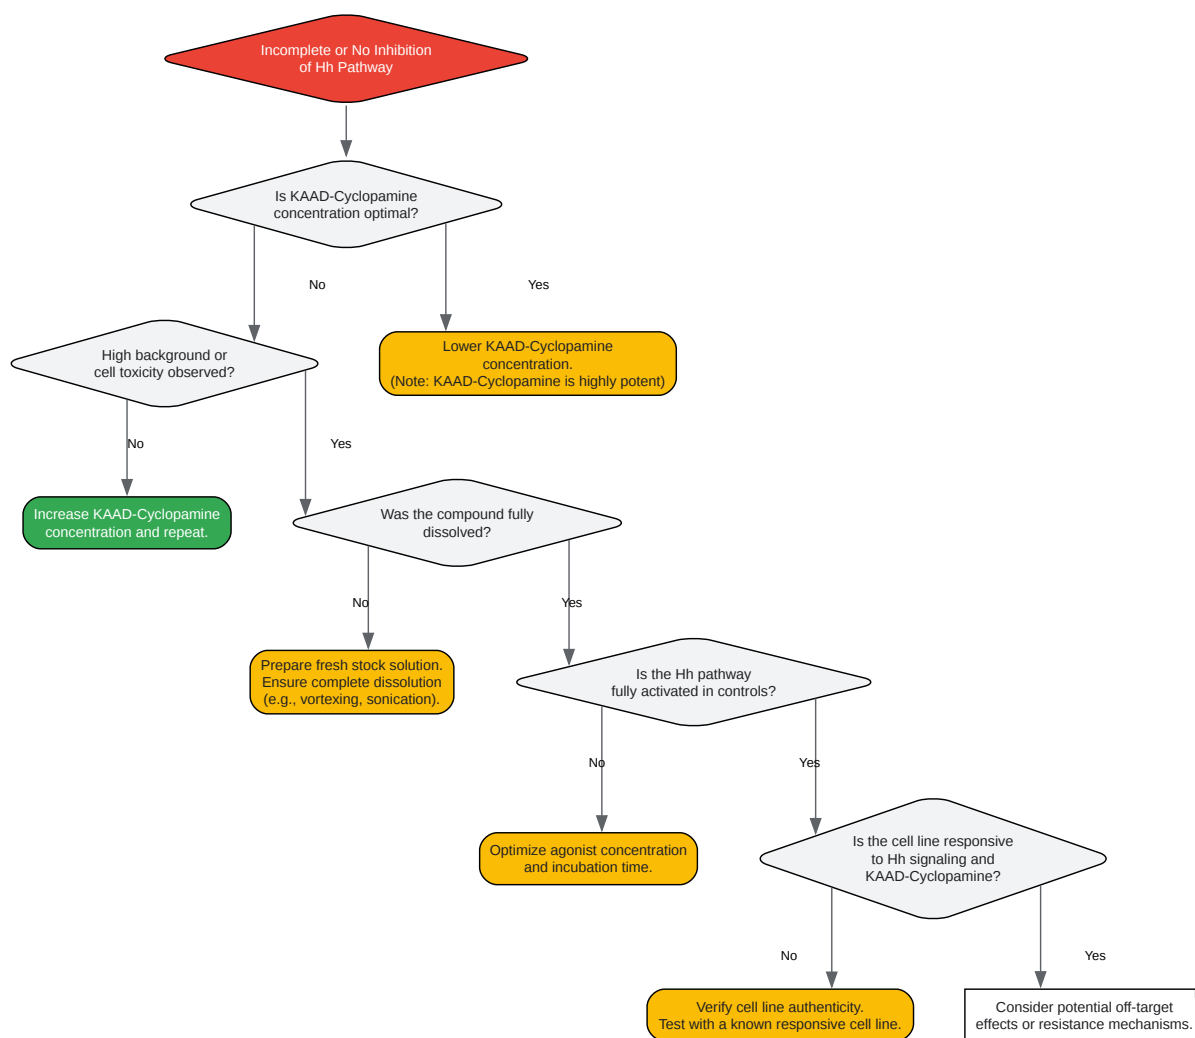 Incomplete or No Inhibition
of Hh Pathway
Is KAAD-Cyclopamine
concentration optimal?
No
Yes
High background or
cell toxicity observed?
Lower KAAD-Cyclopamine
concentration.
(Note: KAAD-Cyclopamine is highly potent)
No
Yes
Increase KAAD-Cyclopamine
concentration and repeat.
Was the compound fully
dissolved?
No
Yes
Prepare fresh stock solution.
Ensure complete dissolution
(e.g., vortexing, sonication).
Is the Hh pathway
fully activated in controls?
No
Yes
Optimize agonist concentration
and incubation time.
Is the cell line responsive
to Hh signaling and
KAAD-Cyclopamine?
No
Yes
Verify cell line authenticity.
Test with a known responsive cell line.
Consider potential off-target
effects or resistance mechanisms.